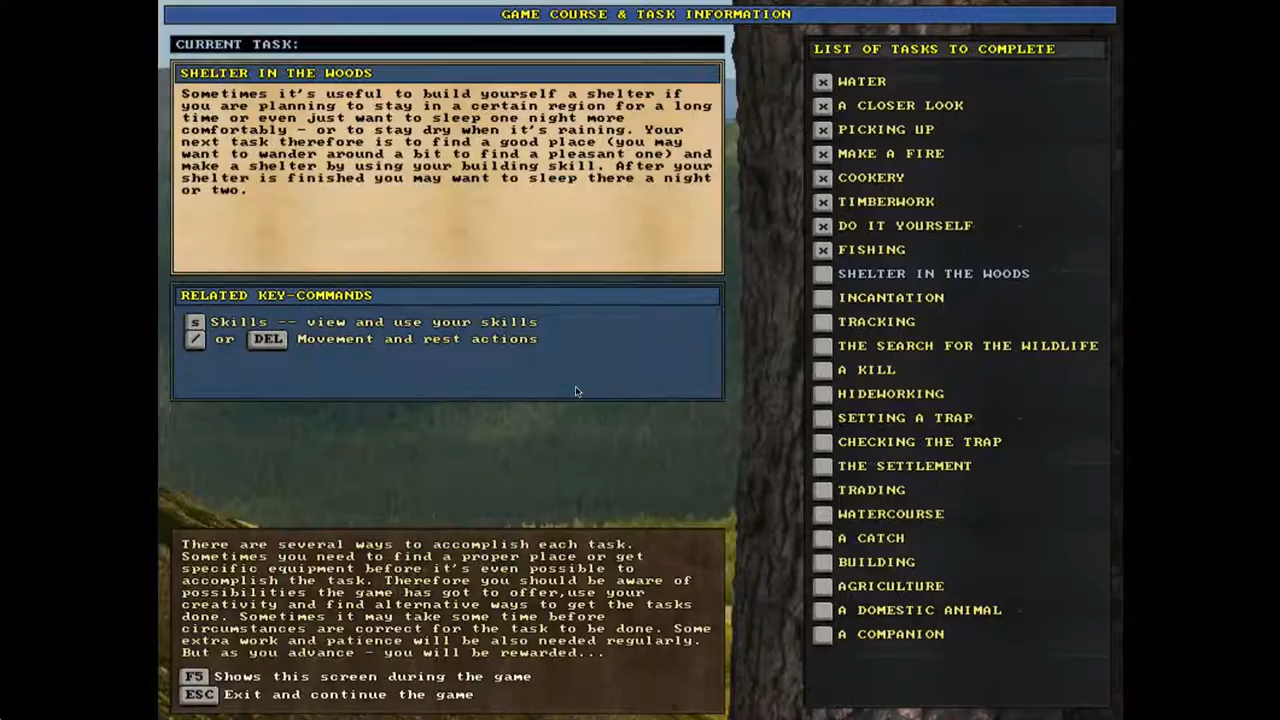 GAME COURSE & TASK INFORMATION
CURRENT TASK:
SHELTER IN THE WOODS
Sometimes it's useful to build yourself a shelter if
you are planning to stay in a certain region for a long
time or even just want to sleep one night more
comfortably - or to stay dry when it's raining. Your
next task therefore is to find a good place (you may
want to wander around a bit to find a pleasant one) and
make a shelter by using your building skill. After your
shelter is finished you may want to sleep there a night
or two.
RELATED KEY-COMMANDS
s Skills -- view and use your skills
/ or DEL Movement and rest actions
There are several ways to accomplish each task.
Sometimes you need to find a proper place or get
specific equipment before it's even possible to
accomplish the task. Therefore you should be aware of
possibilities the game has got to offer,use your
creativity and find alternative ways to get the tasks
done. Sometimes it may take some time before
circumstances are correct for the task to be done. Some
extra work and patience will be also needed regularly.
But as you advance - you will be rewarded...
F5 Shows this screen during the game
ESC Exit and continue the game
LIST OF TASKS TO COMPLETE
x WATER
x A CLOSER LOOK
x PICKING UP
x MAKE A FIRE
x COOKERY
x TIMBERWORK
x DO IT YOURSELF
x FISHING
SHELTER IN THE WOODS
INCANTATION
TRACKING
THE SEARCH FOR THE WILDLIFE
A KILL
HIDEWORKING
SETTING A TRAP
CHECKING THE TRAP
THE SETTLEMENT
TRADING
WATERCOURSE
A CATCH
BUILDING
AGRICULTURE
A DOMESTIC ANIMAL
A COMPANION